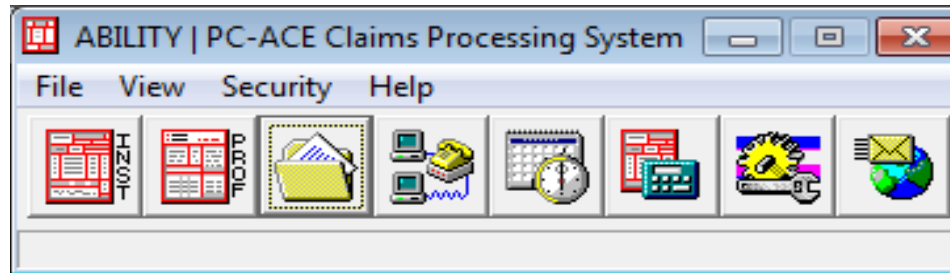 ABILITY | PC-ACE Claims Processing System
File View Security Help
INST PROF